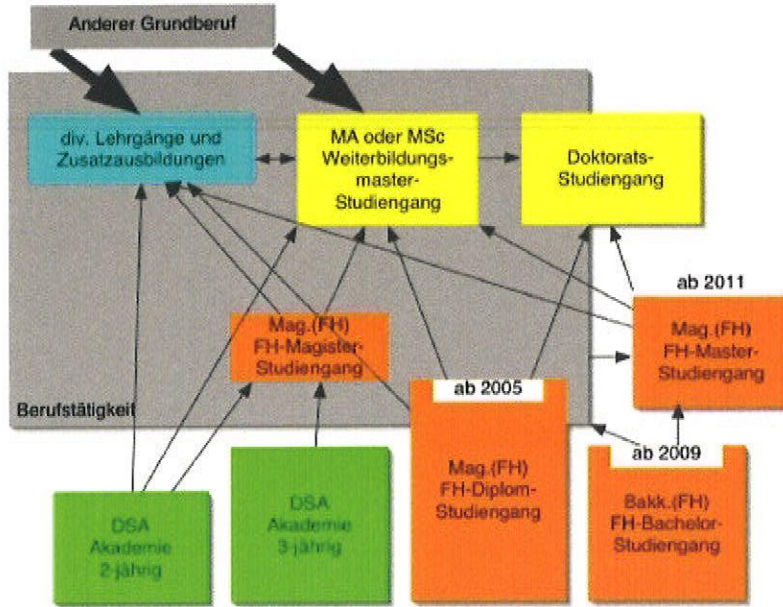 Anderer Grundberuf
div. Lehrgänge und
Zusatzausbildungen
MA oder MSc
Weiterbildungs-
master-
Studiengang
Doktorats-
Studiengang
ab 2011
Mag.(FH)
FH-Magister-
Studiengang
Mag.(FH)
FH-Master-
Studiengang
ab 2005
Berufstätigkeit
Mag.(FH)
FH-Diplom-
Studiengang
ab 2009
Bakk.(FH)
FH-Bachelor-
Studiengang
DSA
Akademie
2-jährig
DSA
Akademie
3-jährig